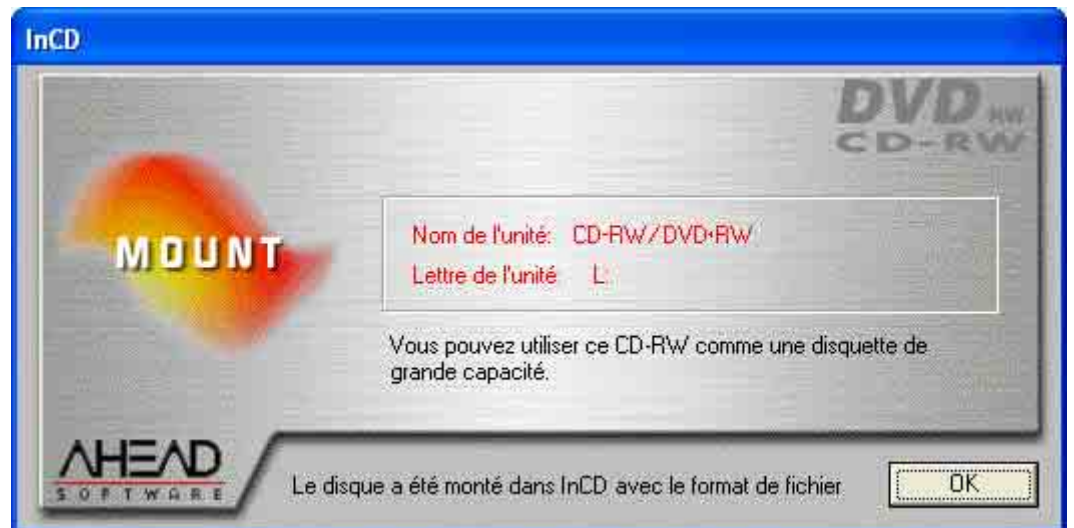 InCD
DVD RW
CD-RW
MOUNT
Nom de l'unité: CD-RW/DVD+RW
Lettre de l'unité L:
Vous pouvez utiliser ce CD-RW comme une disquette de
grande capacité.
AHEAD
SOFTWARE
Le disque a été monté dans InCD avec le format de fichier
OK